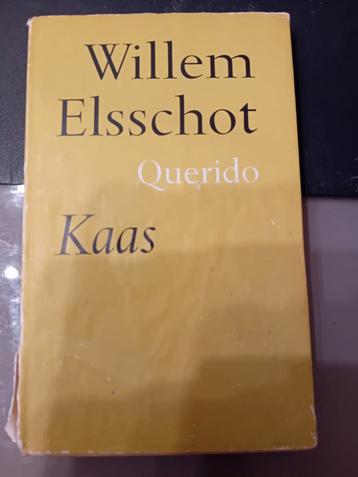 Willem
Elsschot
Querido
Kaas